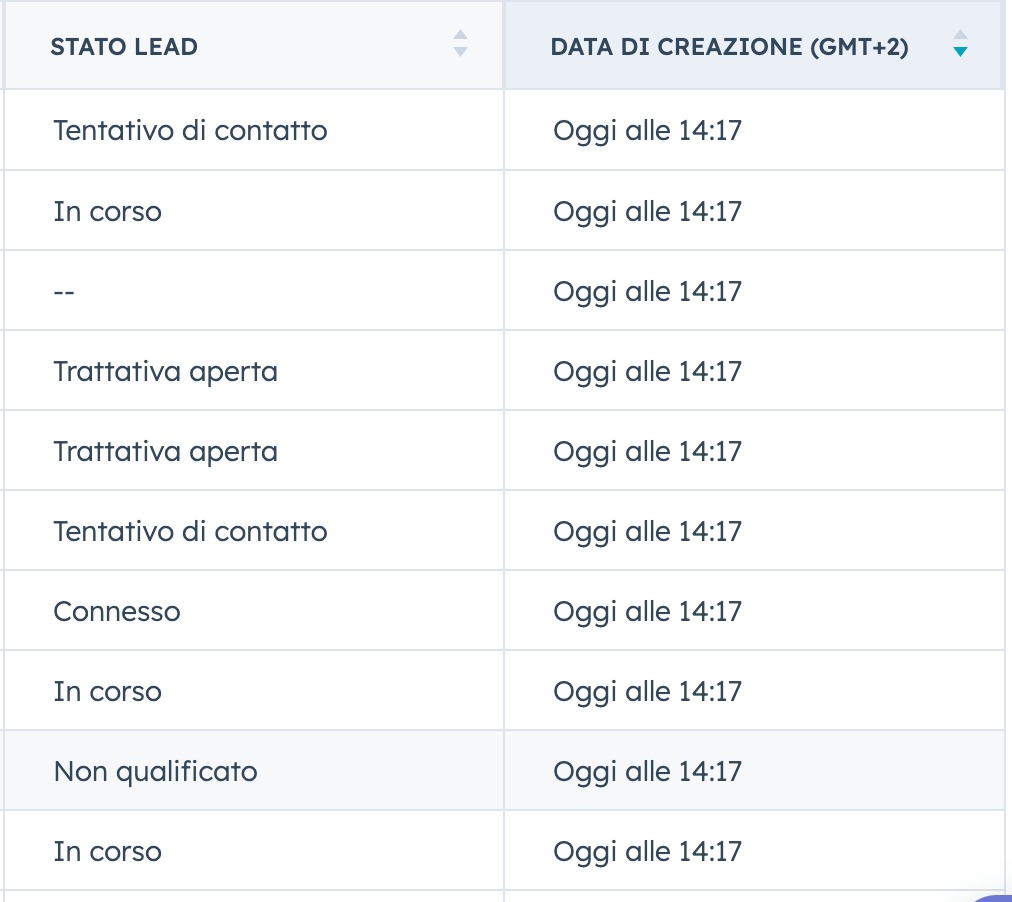 STATO LEAD DATA DI CREAZIONE (GMT+2)
Tentativo di contatto Oggi alle 14:17
In corso Oggi alle 14:17
-- Oggi alle 14:17
Trattativa aperta Oggi alle 14:17
Trattativa aperta Oggi alle 14:17
Tentativo di contatto Oggi alle 14:17
Connesso Oggi alle 14:17
In corso Oggi alle 14:17
Non qualificato Oggi alle 14:17
In corso Oggi alle 14:17